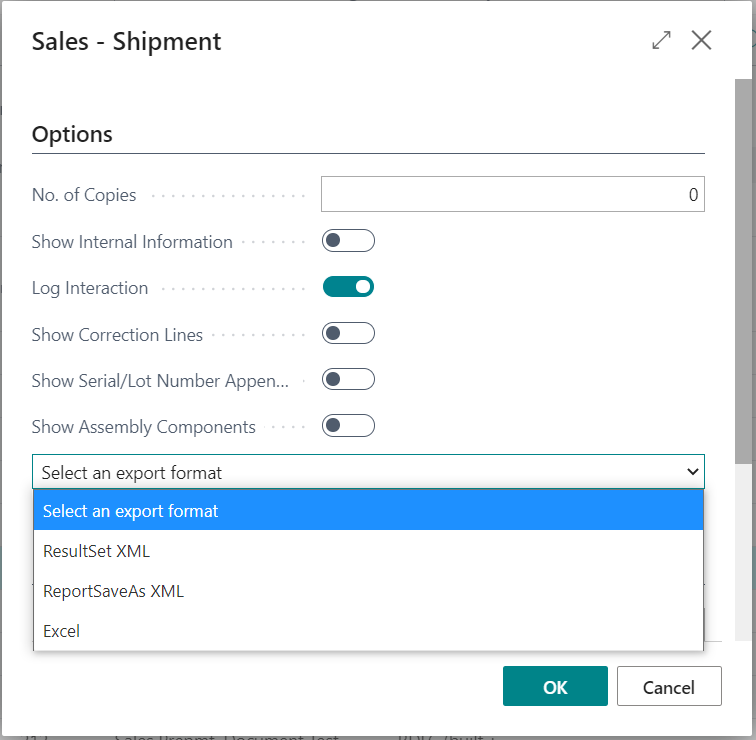 Sales - Shipment
Options
No. of Copies
0
Show Internal Information
Log Interaction
Show Correction Lines
Show Serial/Lot Number Appen...
Show Assembly Components
Select an export format
Select an export format
ResultSet XML
ReportSaveAs XML
Excel
OK
Cancel